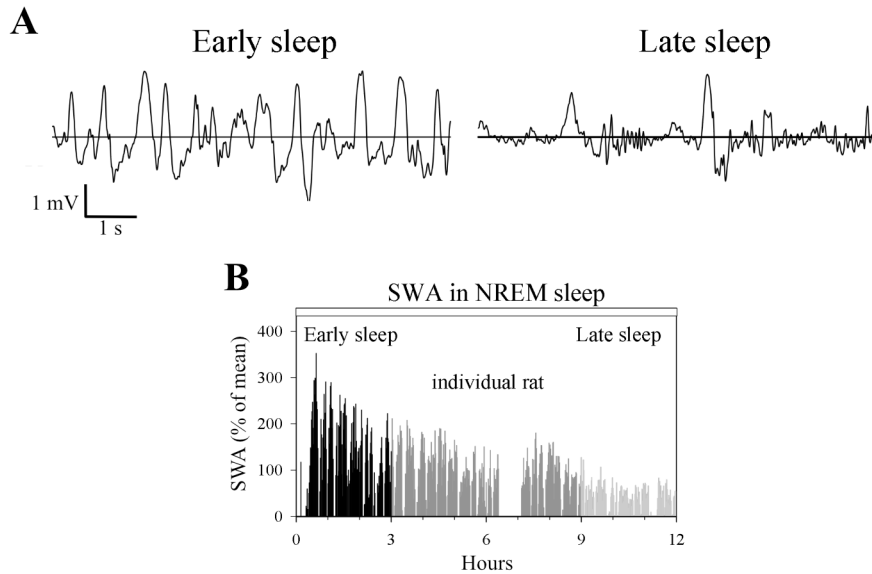 A
Early sleep
Late sleep
1 mV
1 s
B
SWA in NREM sleep
Early sleep
Late sleep
individual rat
SWA (% of mean)
400
300
200
100
0
0
3
6
9
12
Hours